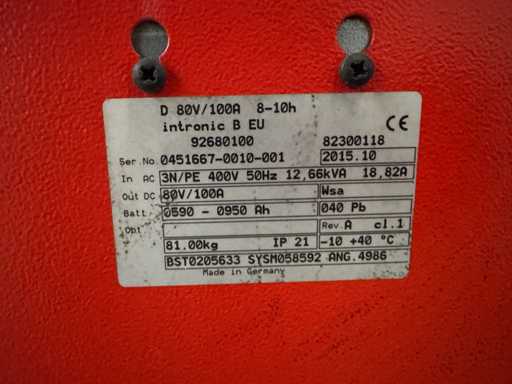 D 80V/100A 8-10h
intronic B EU CE
92680100 82300118
Ser.No. 0451667-0010-001 2015.10
In AC 3N/PE 400V 50Hz 12,66kVA 18,82A
Out DC 80V/100A Wsa
Batt. 0590 - 0950 Ah 040 Pb
Opt. Rev. A cl.1
81.00kg IP 21 -10 +40 °C
BST0205633 SYSM058592 ANG.4986
Made in Germany